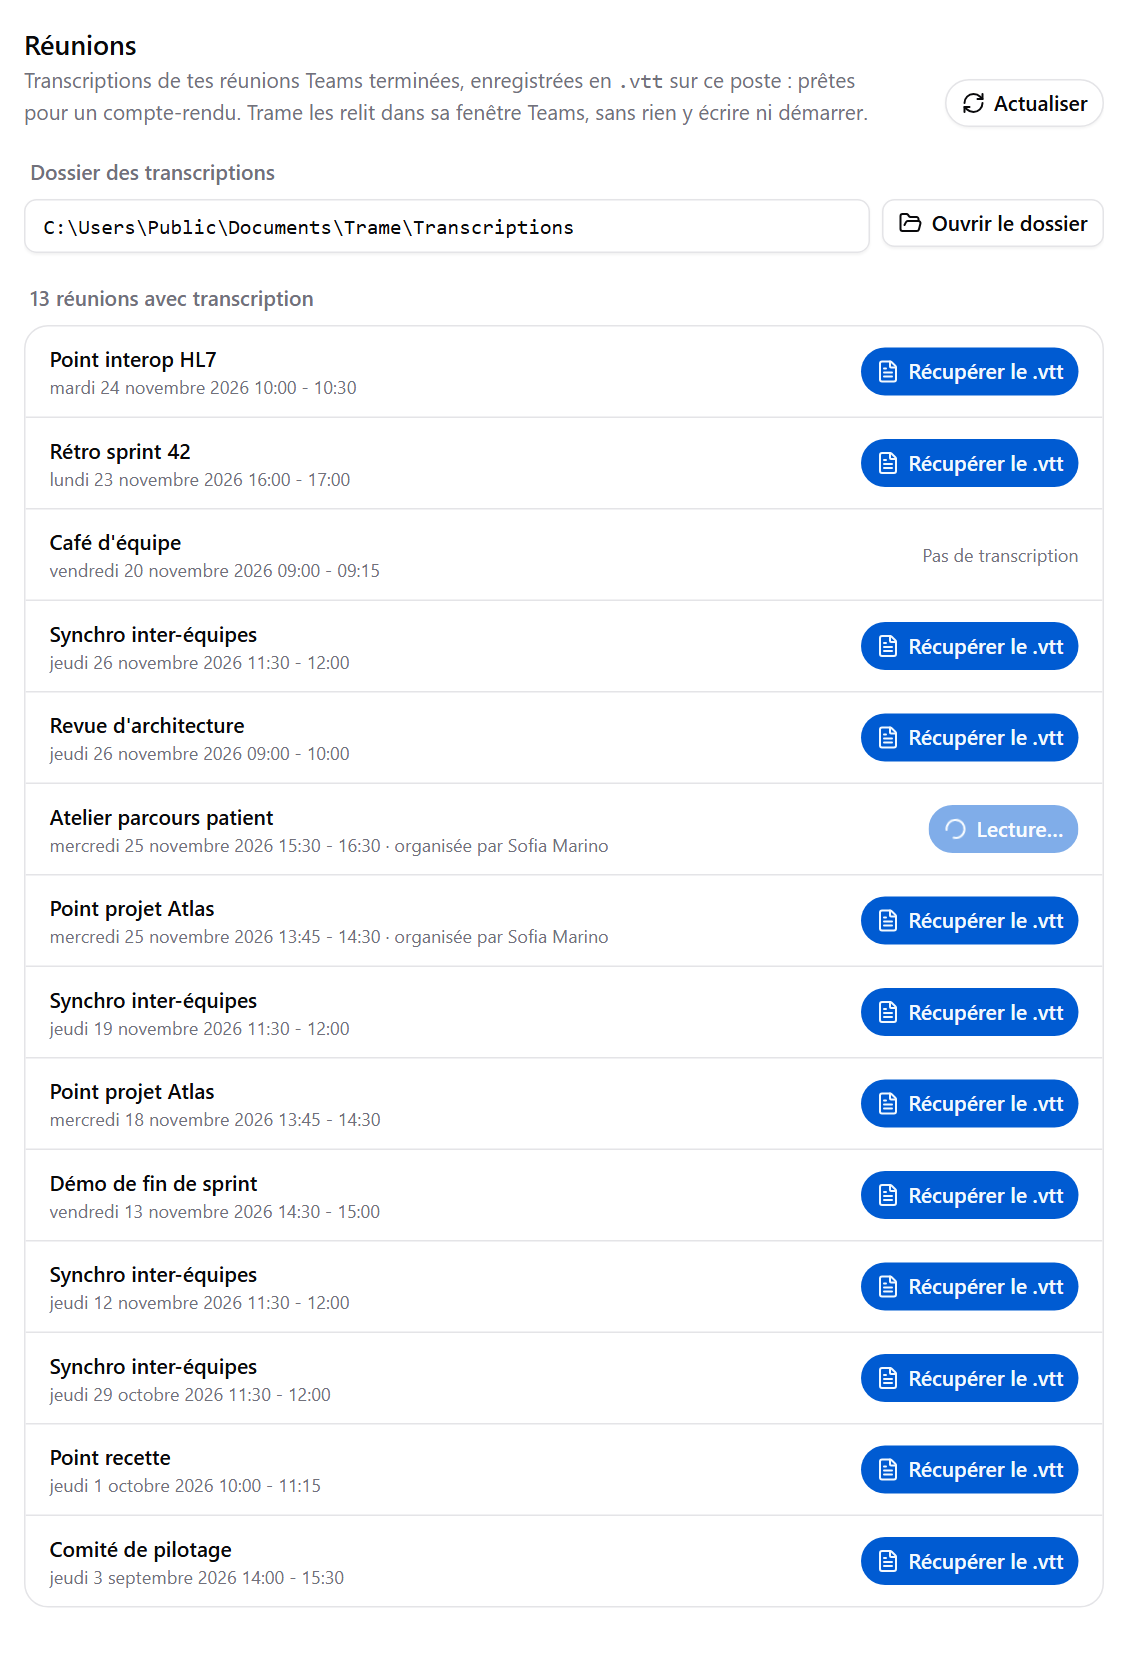 Réunions
Transcriptions de tes réunions Teams terminées, enregistrées en .vtt sur ce poste : prêtes
pour un compte-rendu. Trame les relit dans sa fenêtre Teams, sans rien y écrire ni démarrer.
Actualiser
Dossier des transcriptions
C:\Users\Public\Documents\Trame\Transcriptions
Ouvrir le dossier
13 réunions avec transcription
Point interop HL7
mardi 24 novembre 2026 10:00 - 10:30
Récupérer le .vtt
Rétro sprint 42
lundi 23 novembre 2026 16:00 - 17:00
Récupérer le .vtt
Café d'équipe
vendredi 20 novembre 2026 09:00 - 09:15
Pas de transcription
Synchro inter-équipes
jeudi 26 novembre 2026 11:30 - 12:00
Récupérer le .vtt
Revue d'architecture
jeudi 26 novembre 2026 09:00 - 10:00
Récupérer le .vtt
Atelier parcours patient
mercredi 25 novembre 2026 15:30 - 16:30 · organisée par Sofia Marino
Lecture...
Point projet Atlas
mercredi 25 novembre 2026 13:45 - 14:30 · organisée par Sofia Marino
Récupérer le .vtt
Synchro inter-équipes
jeudi 19 novembre 2026 11:30 - 12:00
Récupérer le .vtt
Point projet Atlas
mercredi 18 novembre 2026 13:45 - 14:30
Récupérer le .vtt
Démo de fin de sprint
vendredi 13 novembre 2026 14:30 - 15:00
Récupérer le .vtt
Synchro inter-équipes
jeudi 12 novembre 2026 11:30 - 12:00
Récupérer le .vtt
Synchro inter-équipes
jeudi 29 octobre 2026 11:30 - 12:00
Récupérer le .vtt
Point recette
jeudi 1 octobre 2026 10:00 - 11:15
Récupérer le .vtt
Comité de pilotage
jeudi 3 septembre 2026 14:00 - 15:30
Récupérer le .vtt